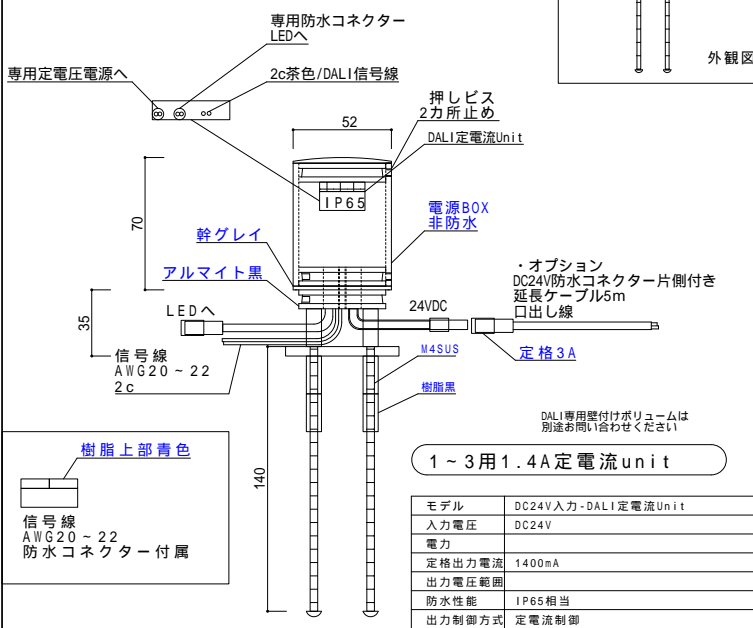 専用防水コネクター
LEDへ
外観図
専用定電圧電源へ
2c茶色/DALI信号線
押しビス
2カ所止め
52
DALI定電流Unit
IP65
70
電源BOX
非防水
幹グレイ
アルマイト黒
・オプション
DC24V防水コネクター片側付き
延長ケーブル5m
口出し線
LEDへ
24VDC
35
定格3A
信号線
AWG20~22
2c
M4SUS
樹脂黒
DALI専用壁付けボリュームは
別途お問い合わせください
樹脂上部青色
1~3用1.4A定電流unit
140
信号線
AWG20~22
防水コネクター付属
モデル DC24V入力-DALI定電流Unit
入力電圧 DC24V
電力
定格出力電流 1400mA
出力電圧範囲
防水性能 IP65相当
出力制御方式 定電流制御